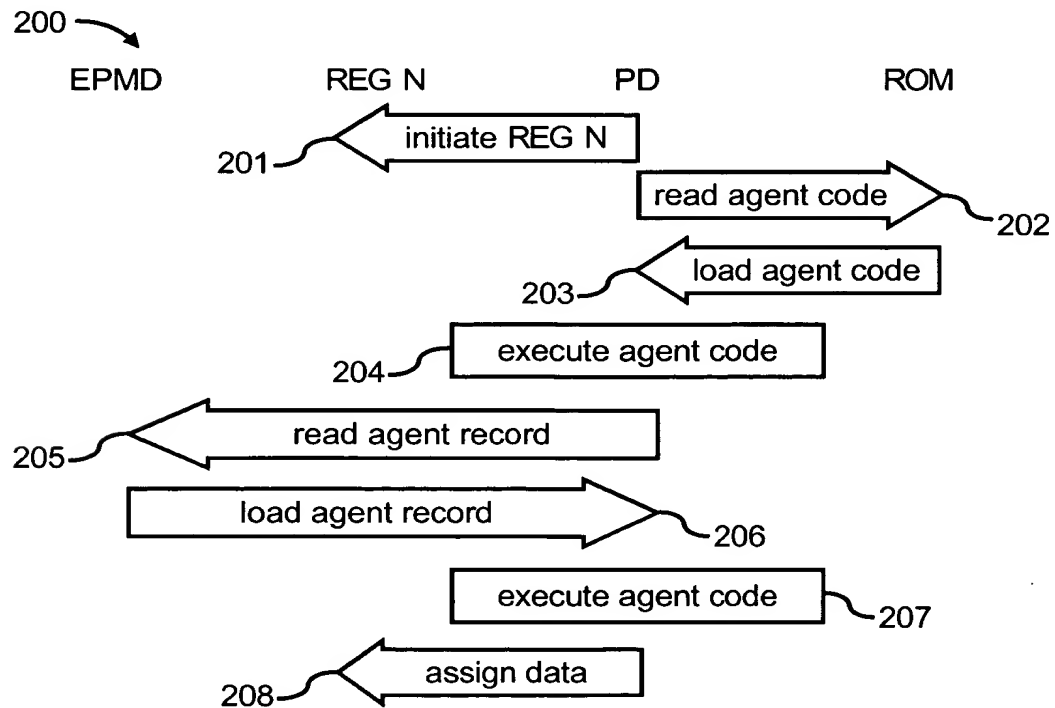 200
EPMD REG N PD ROM
initiate REG N
201
read agent code
202
load agent code
203
execute agent code
204
read agent record
205
load agent record
206
execute agent code
207
assign data
208